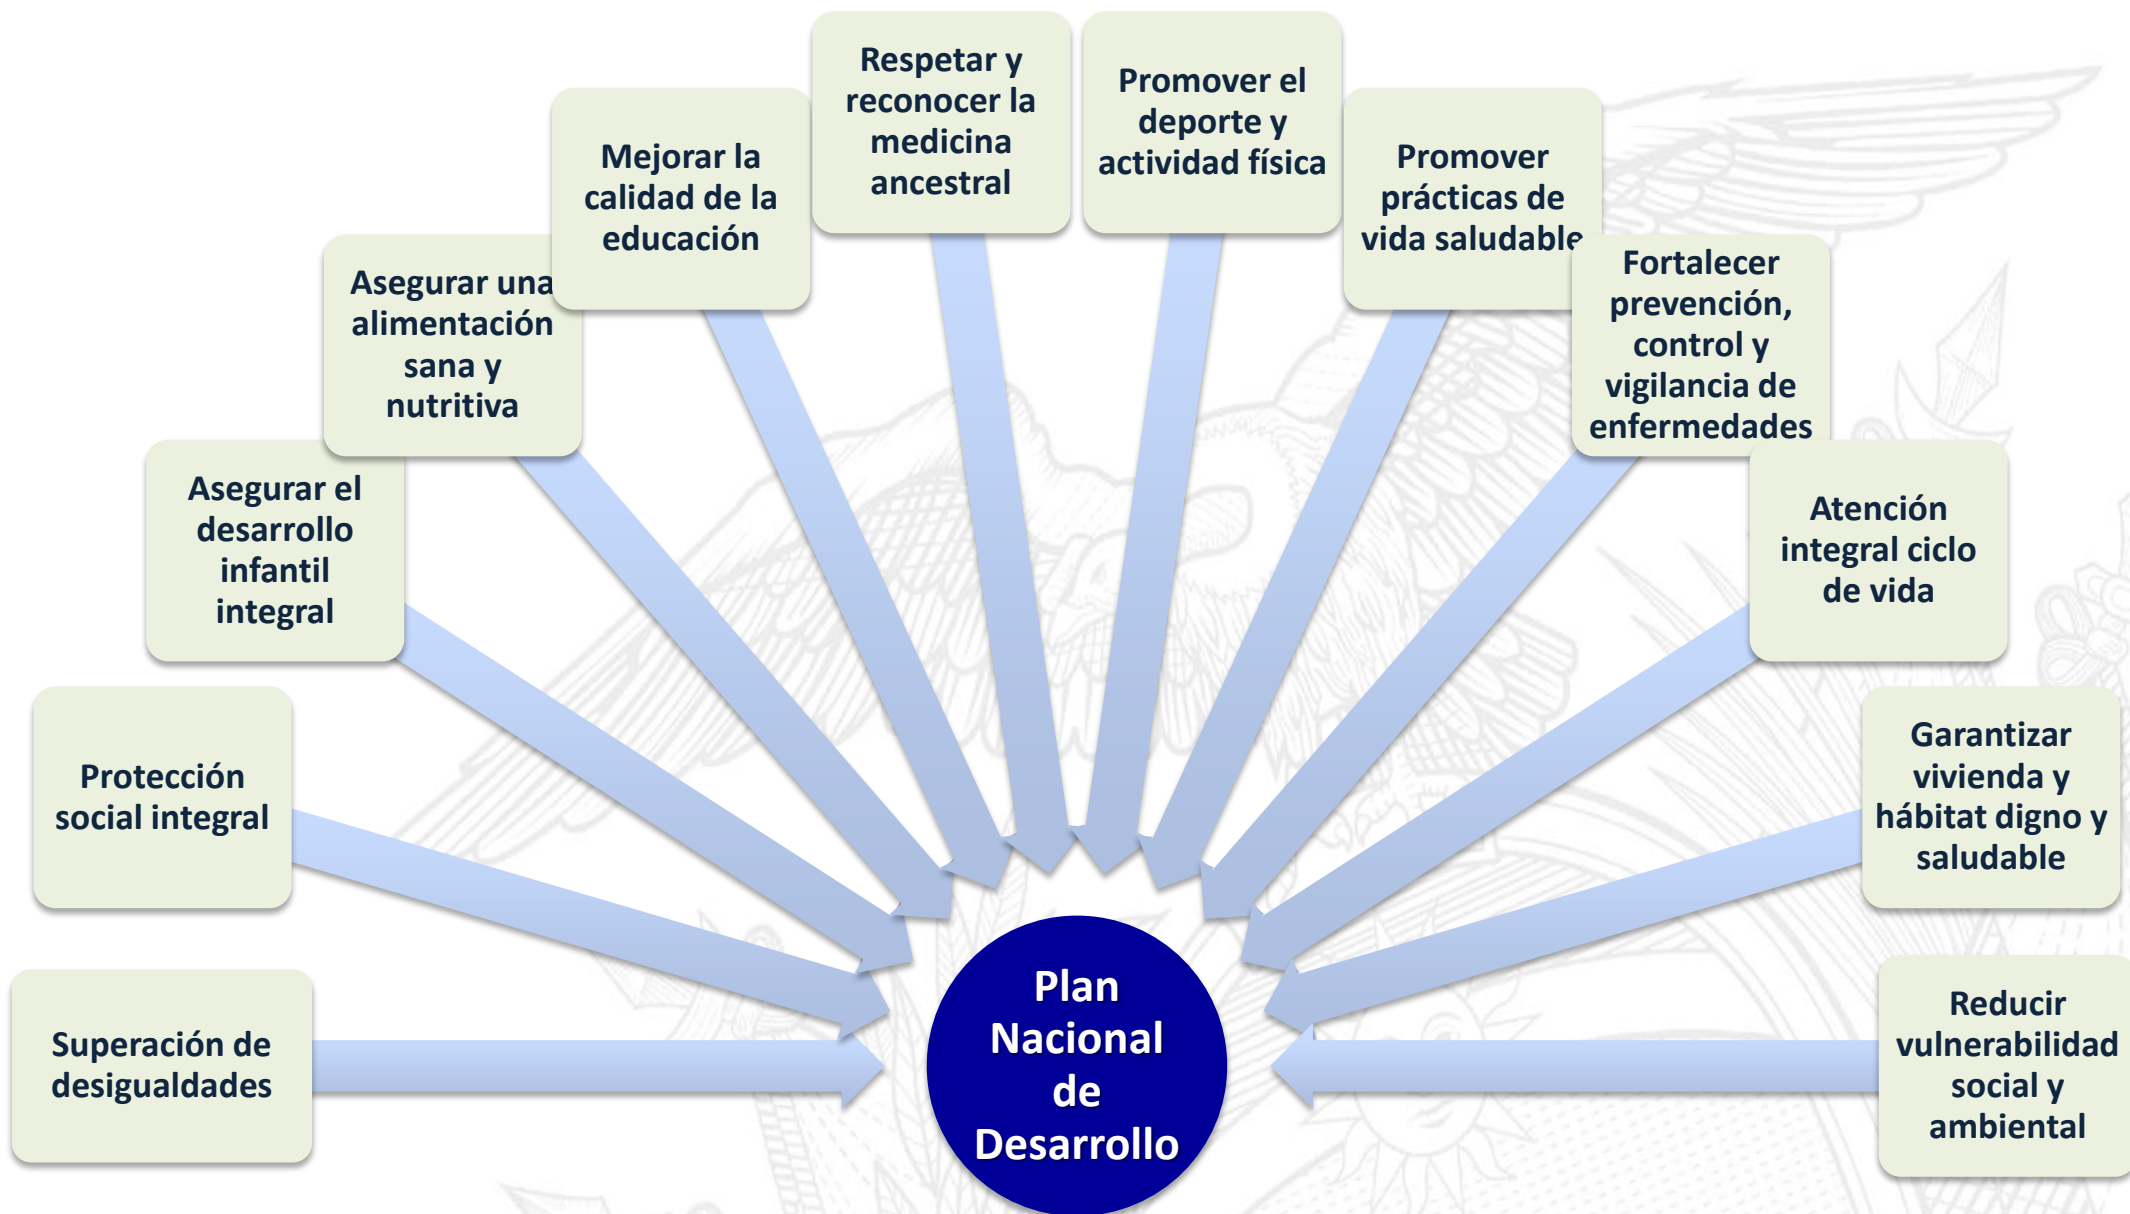 Superación de
desigualdades
Protección
social integral
Asegurar el
desarrollo
infantil
integral
Asegurar una
alimentación
sana y
nutritiva
Mejorar la
calidad de la
educación
Respetar y
reconocer la
medicina
ancestral
Promover el
deporte y
actividad física
Promover
prácticas de
vida saludable
Fortalecer
prevención,
control y
vigilancia de
enfermedades
Atención
integral ciclo
de vida
Garantizar
vivienda y
hábitat digno y
saludable
Reducir
vulnerabilidad
social y
ambiental
Plan
Nacional
de
Desarrollo